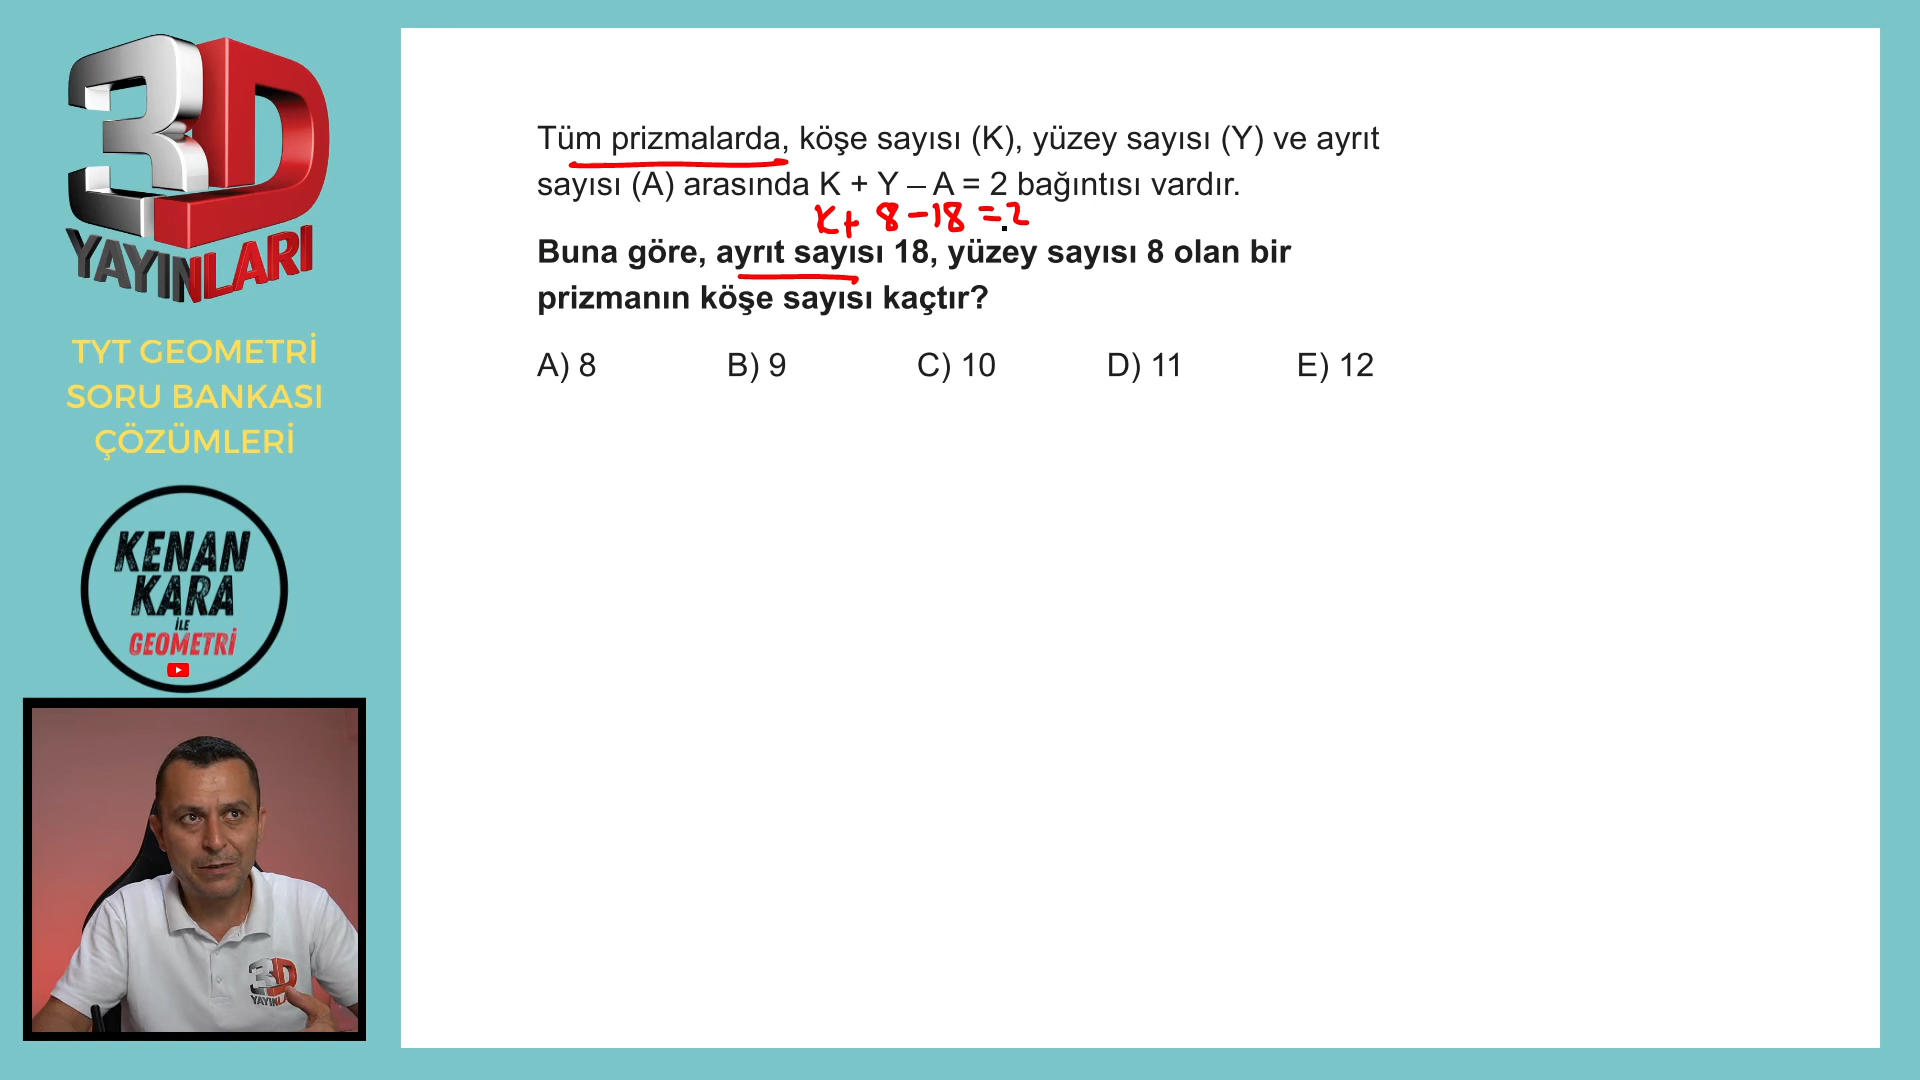 3D
YAYINLARI
TYT GEOMETRİ
SORU BANKASI
ÇÖZÜMLERİ
KENAN
KARA
İLE
GEOMETRİ
3D
YAYINL
Tüm prizmalarda, köşe sayısı (K), yüzey sayısı (Y) ve ayrıt
sayısı (A) arasında K + Y – A = 2 bağıntısı vardır.
K+ 8-18 =2
Buna göre, ayrıt sayısı 18, yüzey sayısı 8 olan bir
prizmanın köşe sayısı kaçtır?
A) 8 B) 9 C) 10 D) 11 E) 12